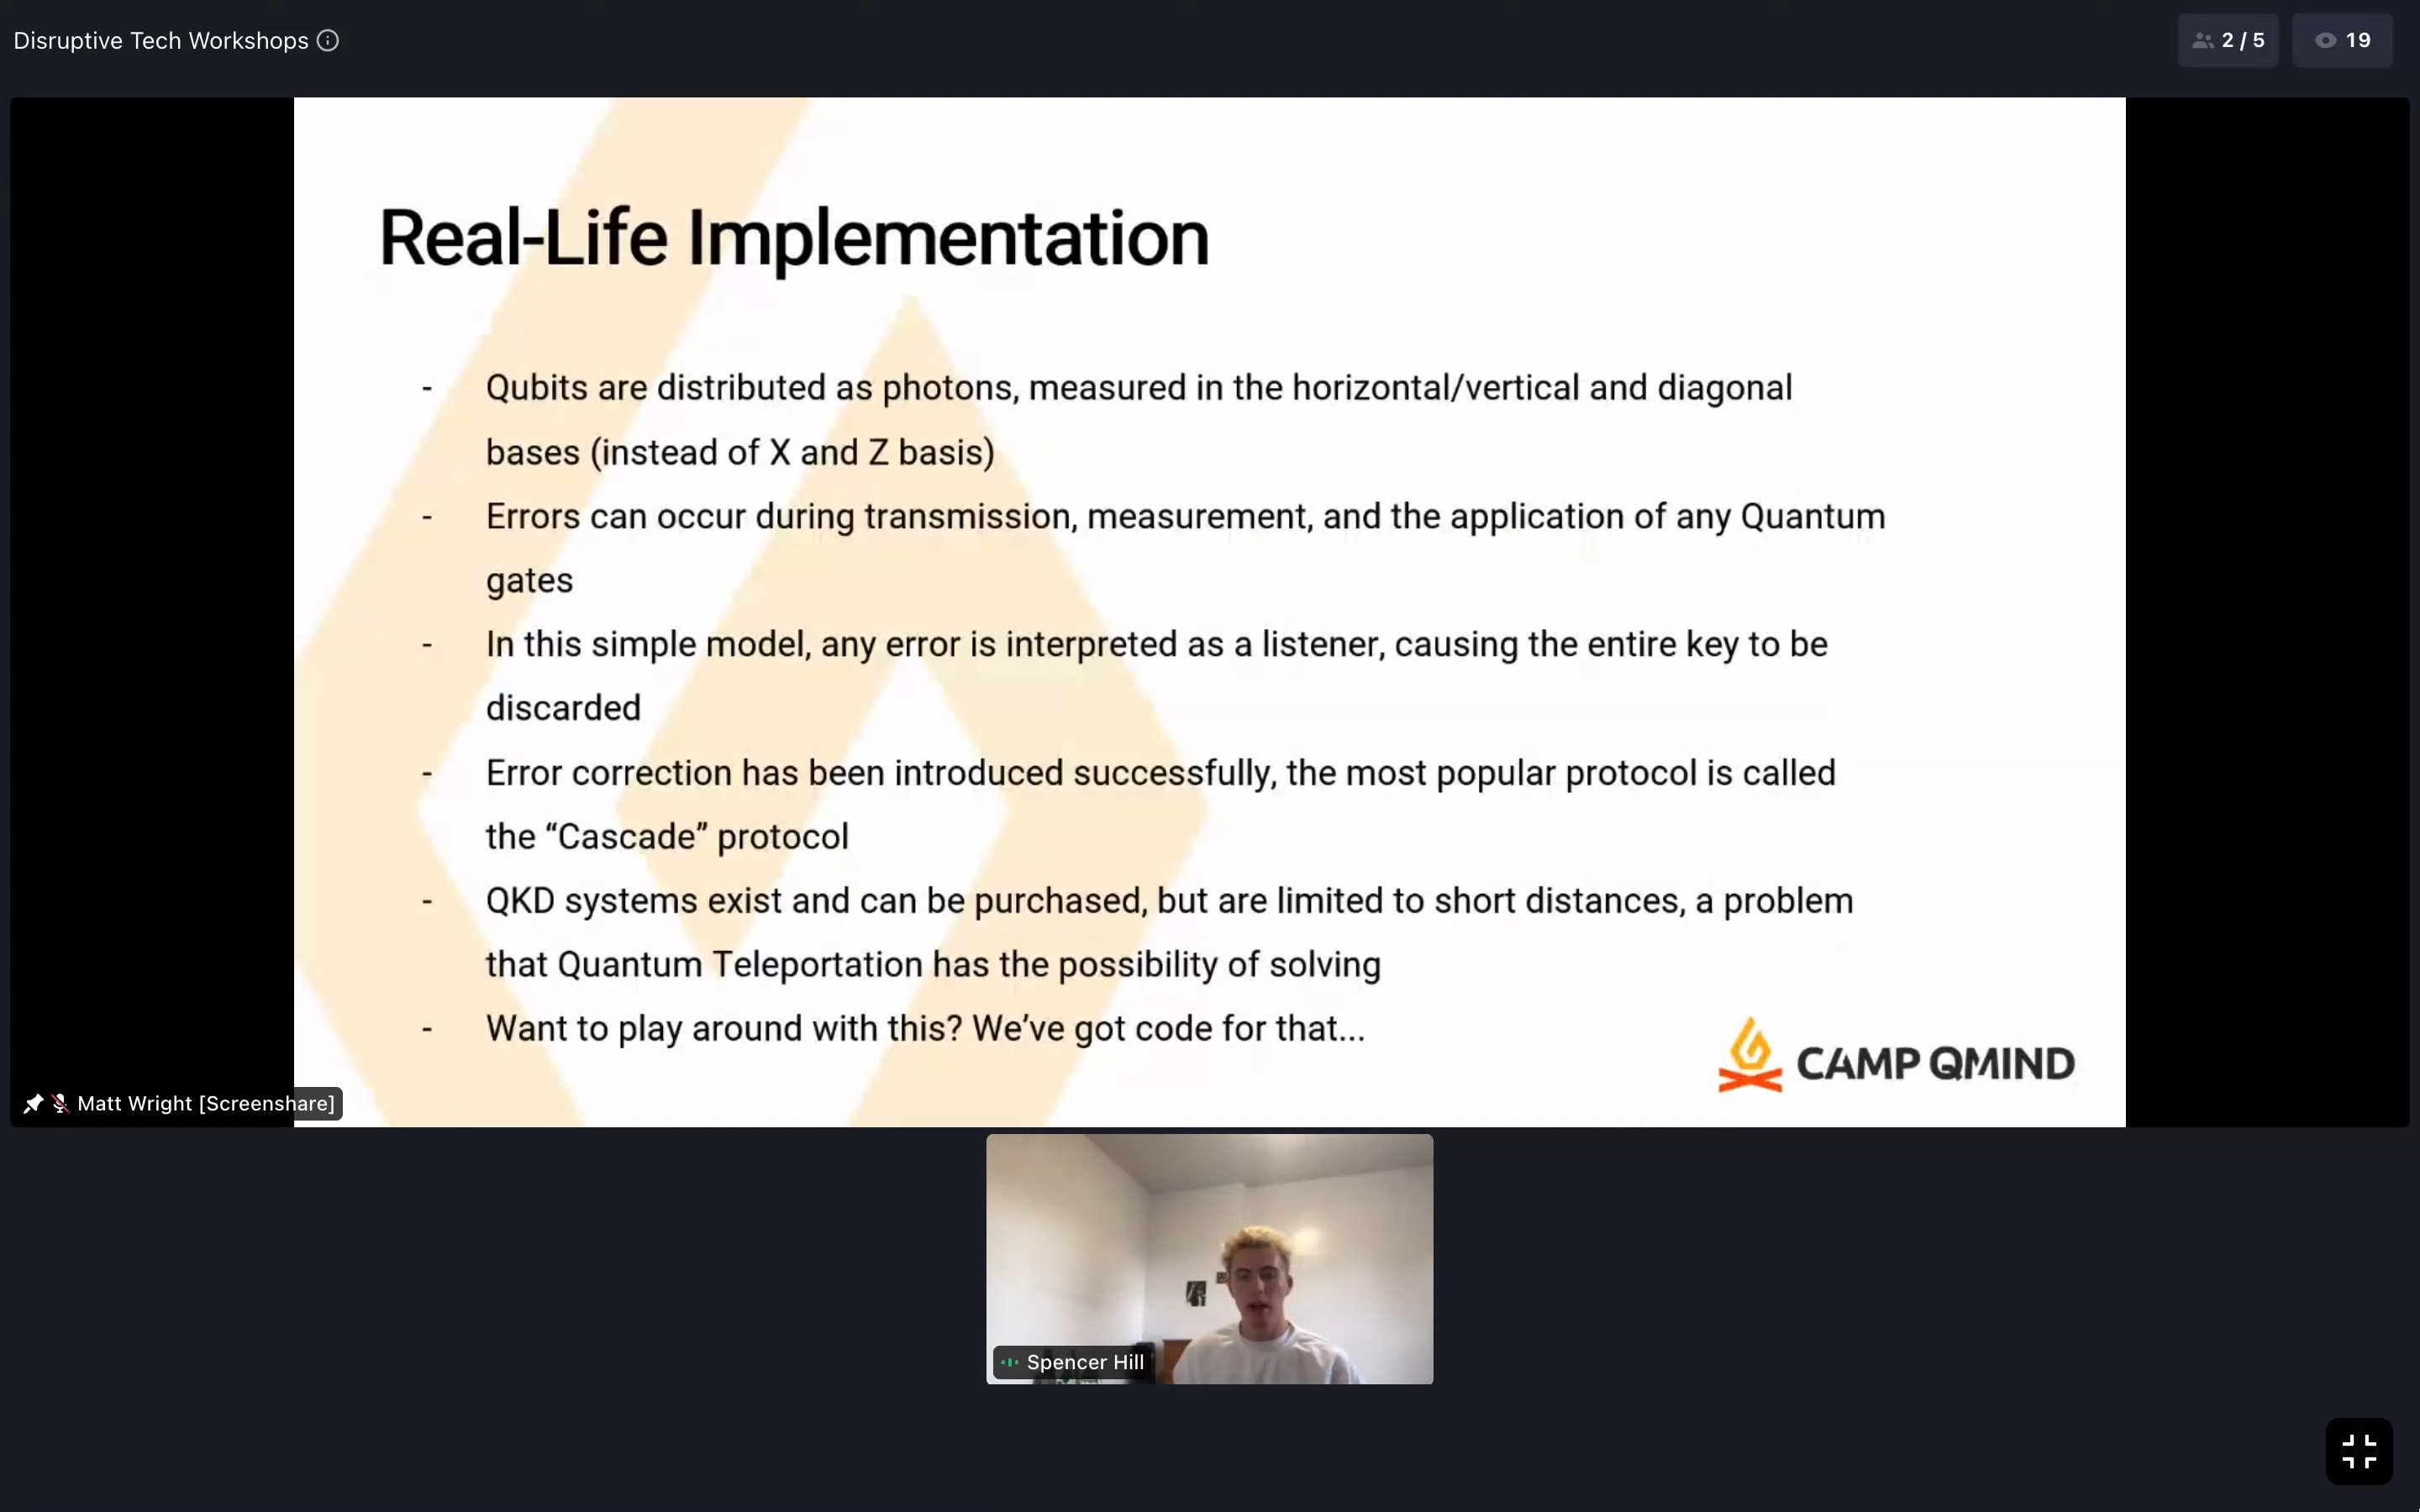 Disruptive Tech Workshops
2 / 5
19
Real-Life Implementation
- Qubits are distributed as photons, measured in the horizontal/vertical and diagonal
bases (instead of X and Z basis)
- Errors can occur during transmission, measurement, and the application of any Quantum
gates
- In this simple model, any error is interpreted as a listener, causing the entire key to be
discarded
- Error correction has been introduced successfully, the most popular protocol is called
the “Cascade” protocol
- QKD systems exist and can be purchased, but are limited to short distances, a problem
that Quantum Teleportation has the possibility of solving
- Want to play around with this? We’ve got code for that...
CAMP QMIND
Matt Wright [Screenshare]
Spencer Hill